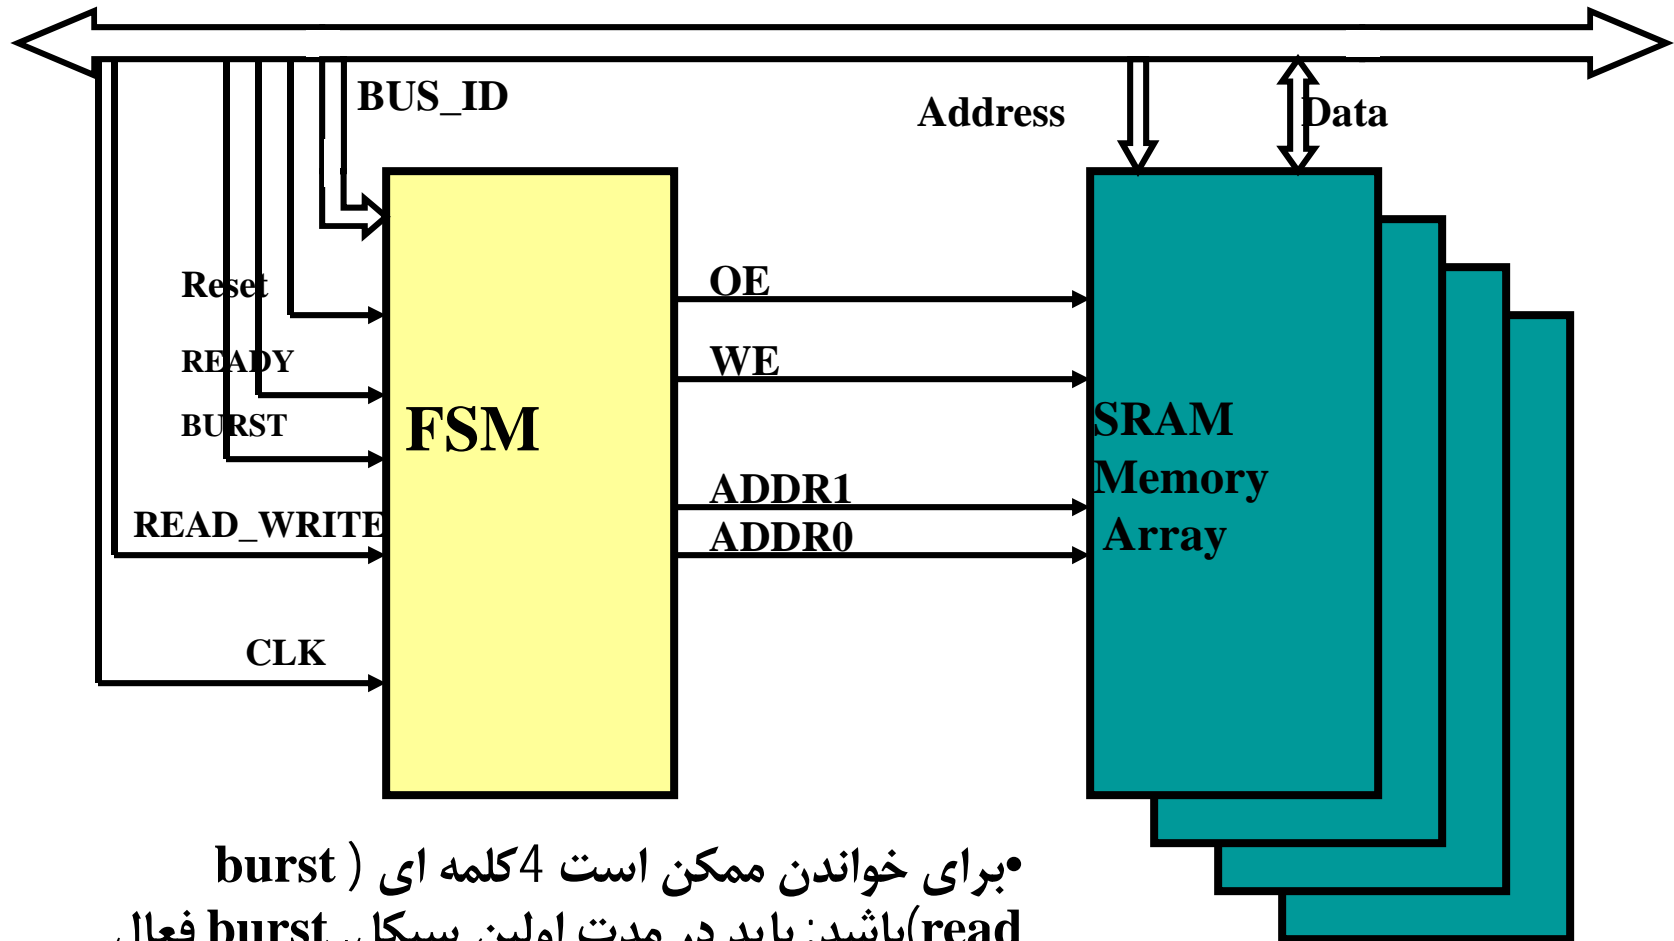 BUS_ID
Address
Data
Reset
READY
BURST
READ_WRITE
CLK
FSM
OE
WE
ADDR1
ADDR0
SRAM
Memory
Array
•برای خواندن ممکن است 4کلمه ای ( burst
read)باشد: باید در مدت اولین سیکل، burst فعال